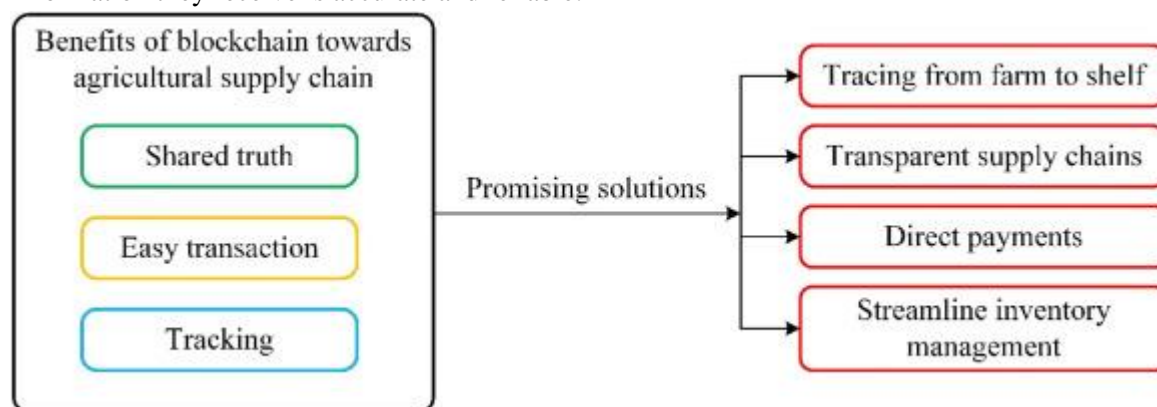 Benefits of blockchain towards
agricultural supply chain
Shared truth
Easy transaction
Tracking
Promising solutions
Tracing from farm to shelf
Transparent supply chains
Direct payments
Streamline inventory
management